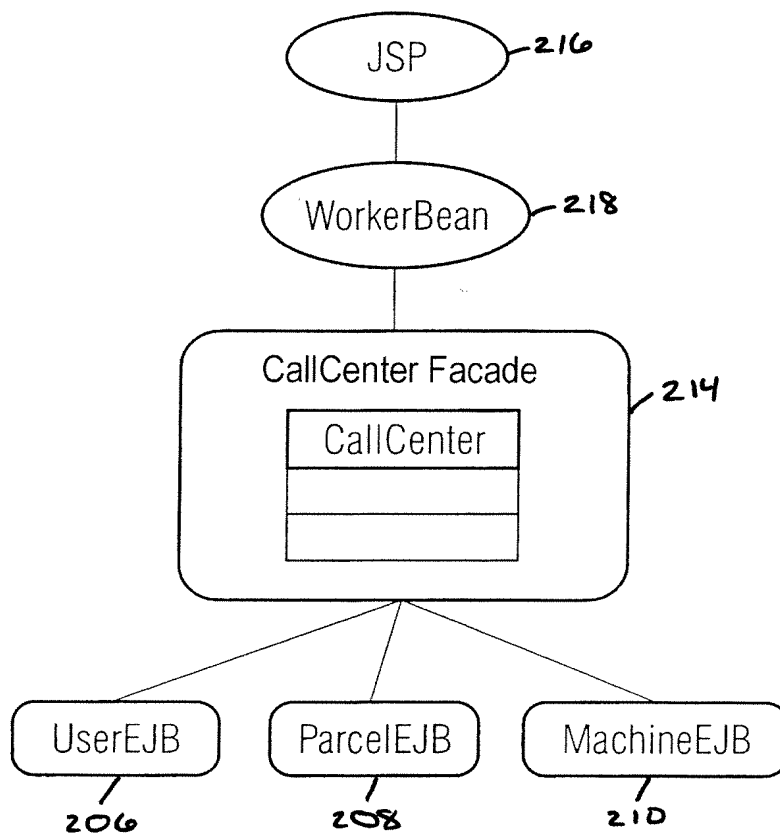 JSP
216
WorkerBean
218
CallCenter Facade
214
CallCenter
UserEJB
ParcelEJB
MachineEJB
206
208
210